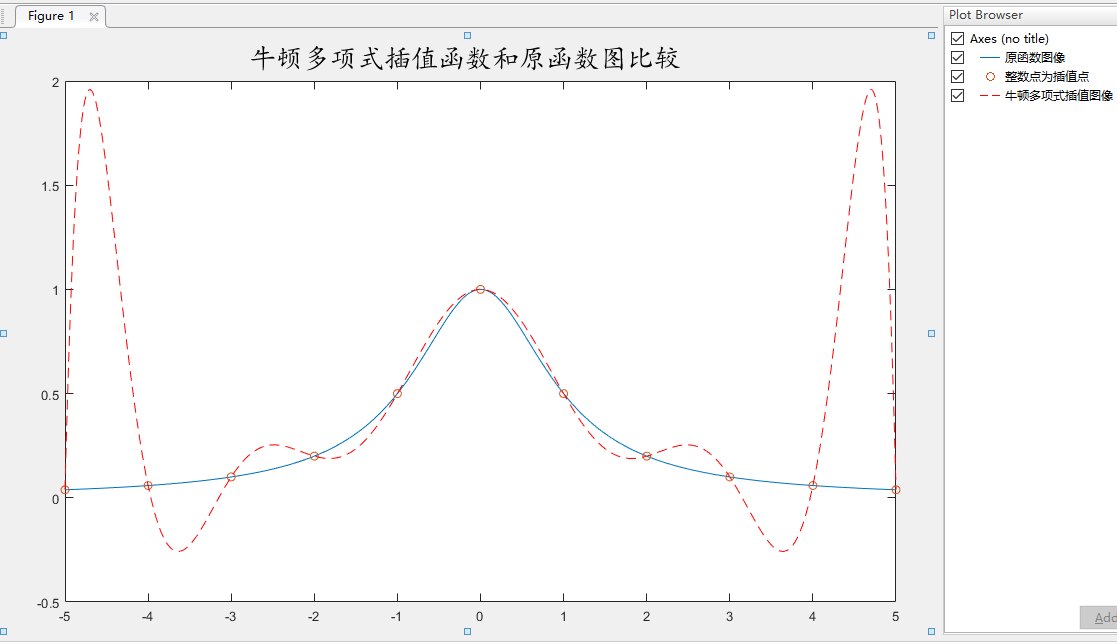 Figure 1
Plot Browser
牛顿多项式插值函数和原函数图比较
Axes (no title)
原函数图像
整数点为插值点
牛顿多项式插值图像
2
1.5
1
0.5
0
-0.5
-5 -4 -3 -2 -1 0 1 2 3 4 5
Add